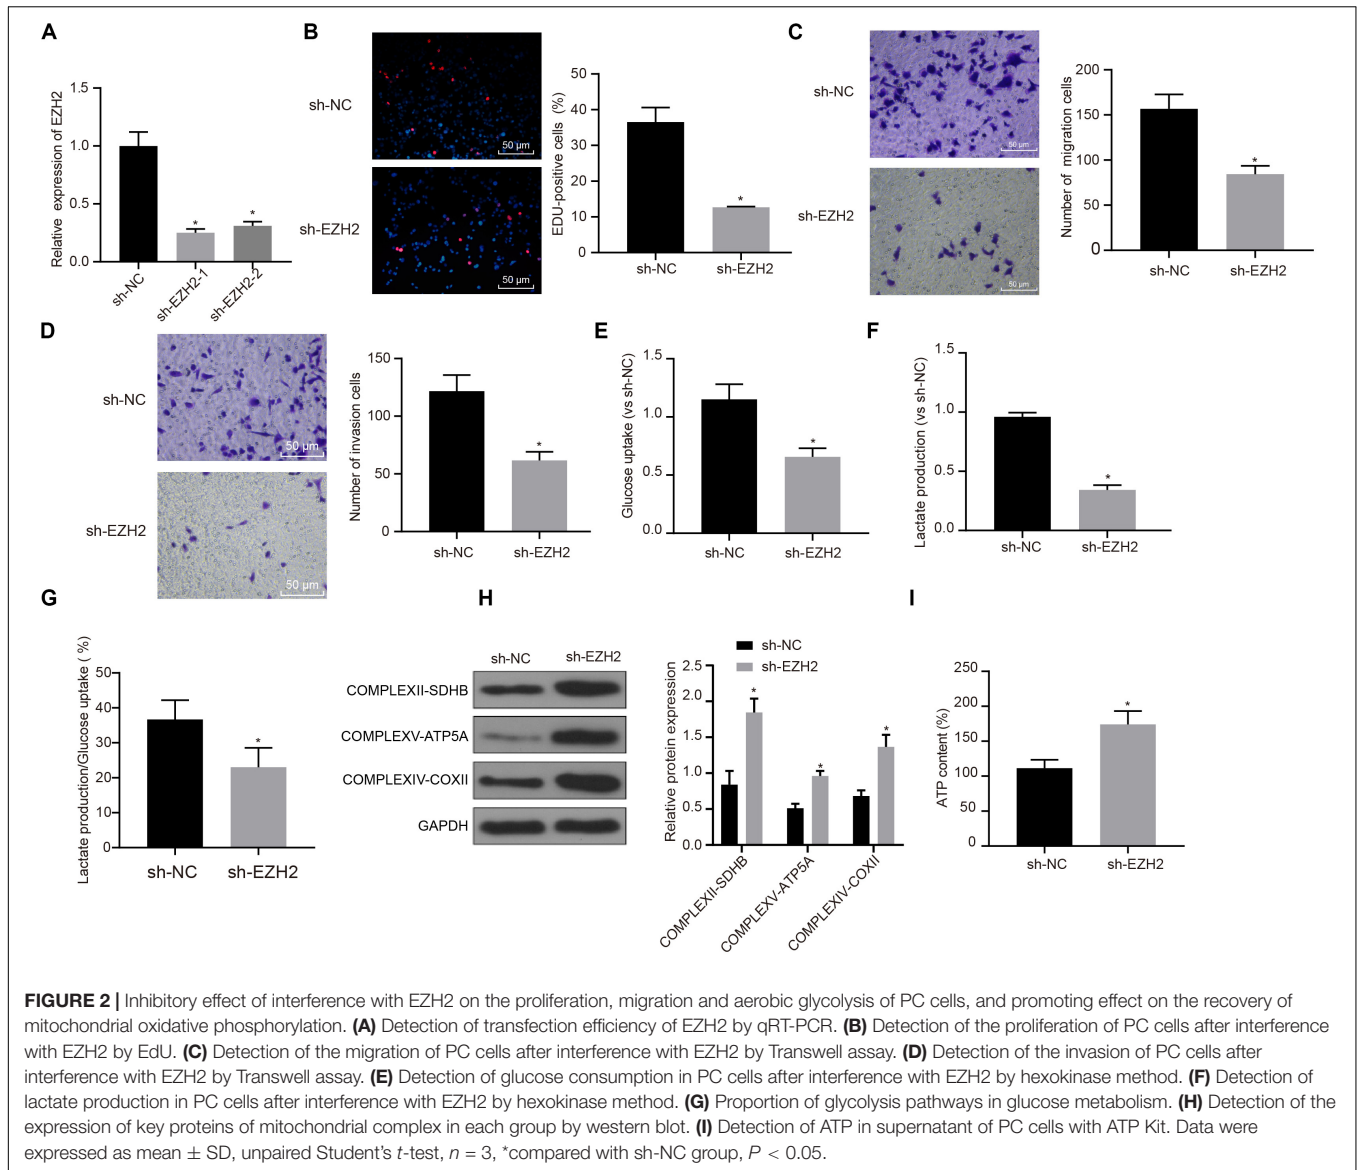 A
Relative expression of EZH2
1.5
1.0
0.5
0.0
sh-NC
sh-EZH2-1
sh-EZH2-2
*
*
B
sh-NC
50 μm
sh-EZH2
50 μm
EDU-positive cells (%)
50
40
30
20
10
0
*
sh-NC
sh-EZH2
C
sh-NC
50 μm
sh-EZH2
50 μm
Number of migration cells
200
150
100
50
0
*
sh-NC
sh-EZH2
D
sh-NC
50 μm
sh-EZH2
50 μm
Number of invasion cells
150
100
50
0
*
sh-NC
sh-EZH2
E
Glucose uptake (vs sh-NC)
1.5
1.0
0.5
0.0
*
sh-NC
sh-EZH2
F
Lactate production (vs sh-NC)
1.5
1.0
0.5
0.0
*
sh-NC
sh-EZH2
G
Lactate production/Glucose uptake ( %)
50
40
30
20
10
0
*
sh-NC
sh-EZH2
H
sh-NC sh-EZH2
COMPLEXII-SDHB
COMPLEXV-ATP5A
COMPLEXIV-COXII
GAPDH
sh-NC
sh-EZH2
Relative protein expression
2.5
2.0
1.5
1.0
0.5
0.0
*
*
*
COMPLEXII-SDHB
COMPLEXV-ATP5A
COMPLEXIV-COXII
I
ATP content(%)
250
200
150
100
50
0
*
sh-NC
sh-EZH2
FIGURE 2 | Inhibitory effect of interference with EZH2 on the proliferation, migration and aerobic glycolysis of PC cells, and promoting effect on the recovery of
mitochondrial oxidative phosphorylation. (A) Detection of transfection efficiency of EZH2 by qRT-PCR. (B) Detection of the proliferation of PC cells after interference
with EZH2 by EdU. (C) Detection of the migration of PC cells after interference with EZH2 by Transwell assay. (D) Detection of the invasion of PC cells after
interference with EZH2 by Transwell assay. (E) Detection of glucose consumption in PC cells after interference with EZH2 by hexokinase method. (F) Detection of
lactate production in PC cells after interference with EZH2 by hexokinase method. (G) Proportion of glycolysis pathways in glucose metabolism. (H) Detection of the
expression of key proteins of mitochondrial complex in each group by western blot. (I) Detection of ATP in supernatant of PC cells with ATP Kit. Data were
expressed as mean ± SD, unpaired Student's t-test, n = 3, *compared with sh-NC group, P < 0.05.